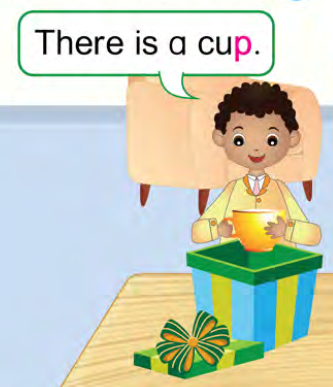 There is a cup.